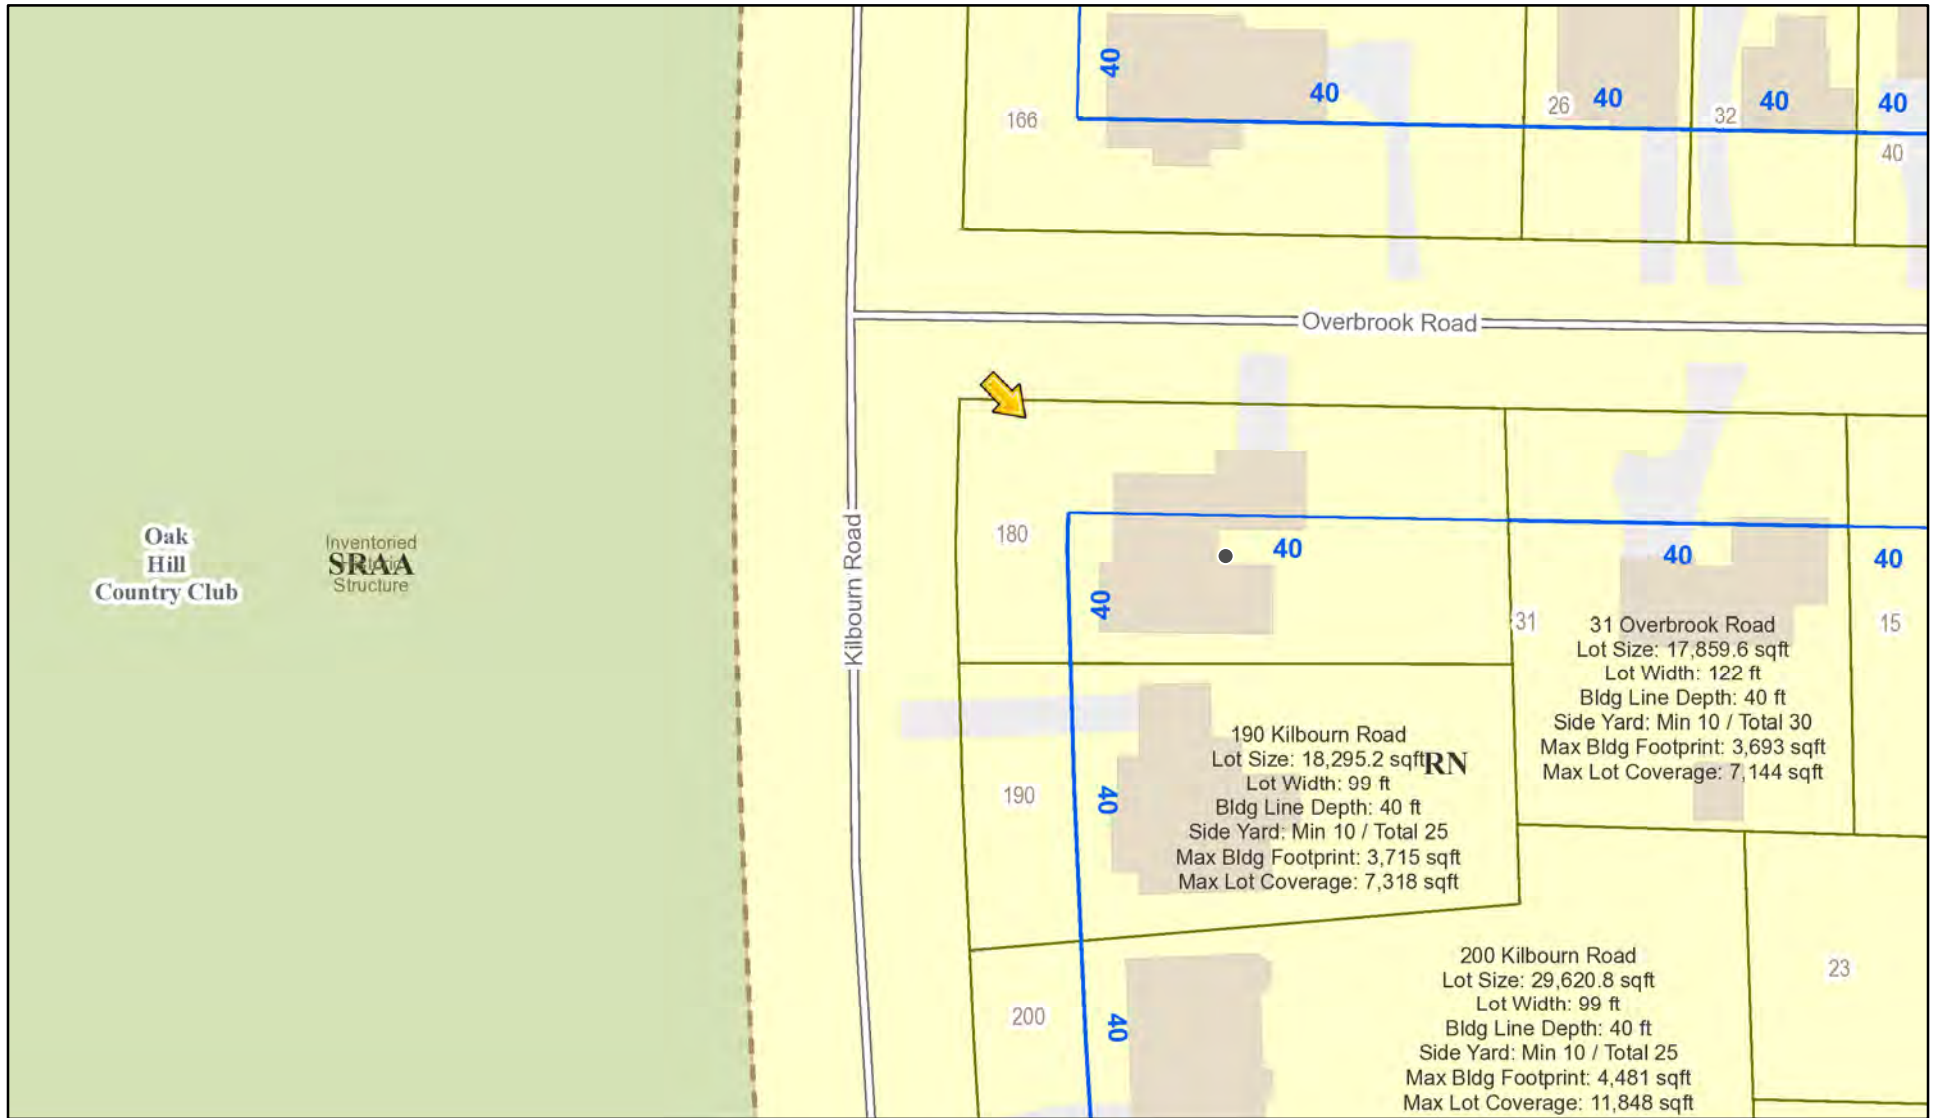 40
40
166
26
40
32
40
40
40
Overbrook Road
Kilbourn Road
Oak
Hill
Country Club
Inventoried
Historic
Structure
SRAA
180
40
40
40
40
31
31 Overbrook Road
Lot Size: 17,859.6 sqft
Lot Width: 122 ft
Bldg Line Depth: 40 ft
Side Yard: Min 10 / Total 30
Max Bldg Footprint: 3,693 sqft
Max Lot Coverage: 7,144 sqft
15
190
40
190 Kilbourn Road
Lot Size: 18,295.2 sqft
Lot Width: 99 ft
Bldg Line Depth: 40 ft
Side Yard: Min 10 / Total 25
Max Bldg Footprint: 3,715 sqft
Max Lot Coverage: 7,318 sqft
RN
200
40
200 Kilbourn Road
Lot Size: 29,620.8 sqft
Lot Width: 99 ft
Bldg Line Depth: 40 ft
Side Yard: Min 10 / Total 25
Max Bldg Footprint: 4,481 sqft
Max Lot Coverage: 11,848 sqft
23